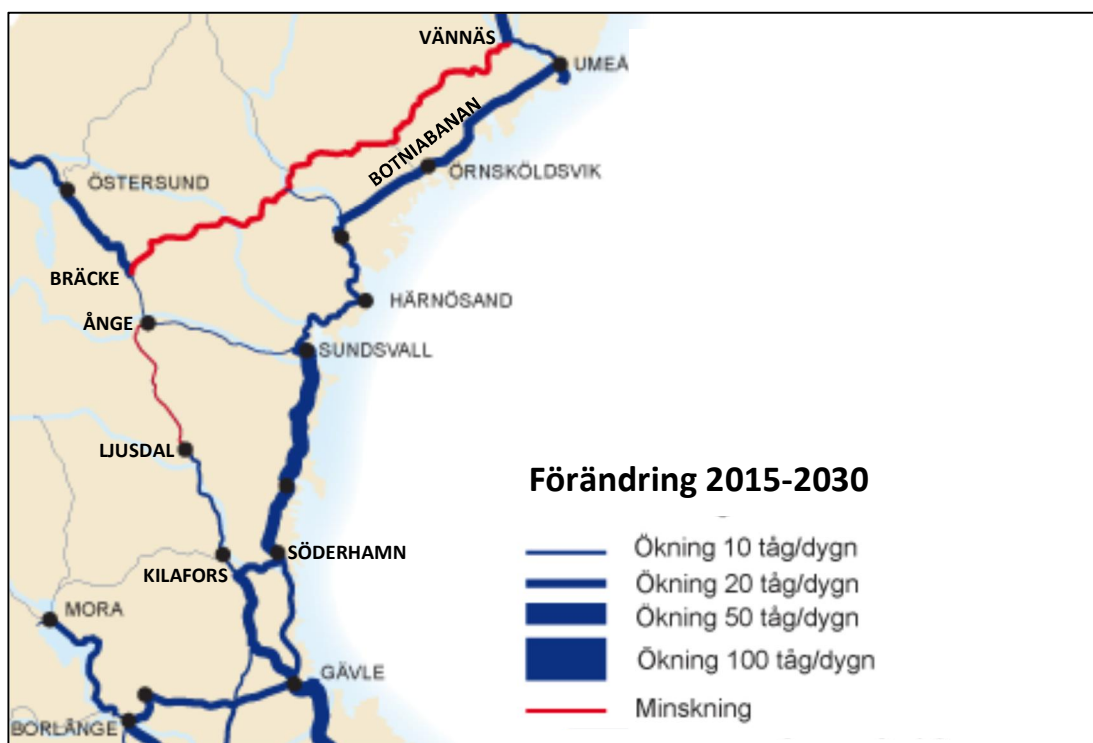 VÄNNÄS
UMEÅ
BOTNIABANAN
ÖRNSKÖLDSVIK
ÖSTERSUND
BRÄCKE
HÄRNÖSAND
ÅNGE
SUNDSVALL
LJUSDAL
Förändring 2015-2030
Ökning 10 tåg/dygn
SÖDERHAMN
KILAFORS
Ökning 20 tåg/dygn
MORA
Ökning 50 tåg/dygn
Ökning 100 tåg/dygn
GÄVLE
Minskning
BORLÄNGE